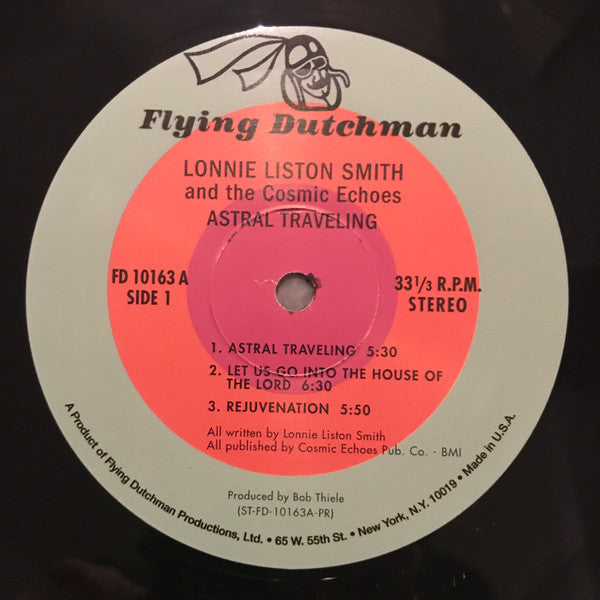 Flying Dutchman
LONNIE LISTON SMITH
and the Cosmic Echoes
ASTRAL TRAVELING
FD 10163 A
SIDE 1
33 1/3 R.P.M.
STEREO
1. ASTRAL TRAVELING 5:30
2. LET US GO INTO THE HOUSE OF
THE LORD 6:30
3. REJUVENATION 5:50
All written by Lonnie Liston Smith
All published by Cosmic Echoes Pub. Co. - BMI
Produced by Bob Thiele
(ST-FD-10163A-PR)
A Product of Flying Dutchman Productions, Ltd. • 65 W. 55th St. • New York, N.Y. 10019 • Made in U.S.A.